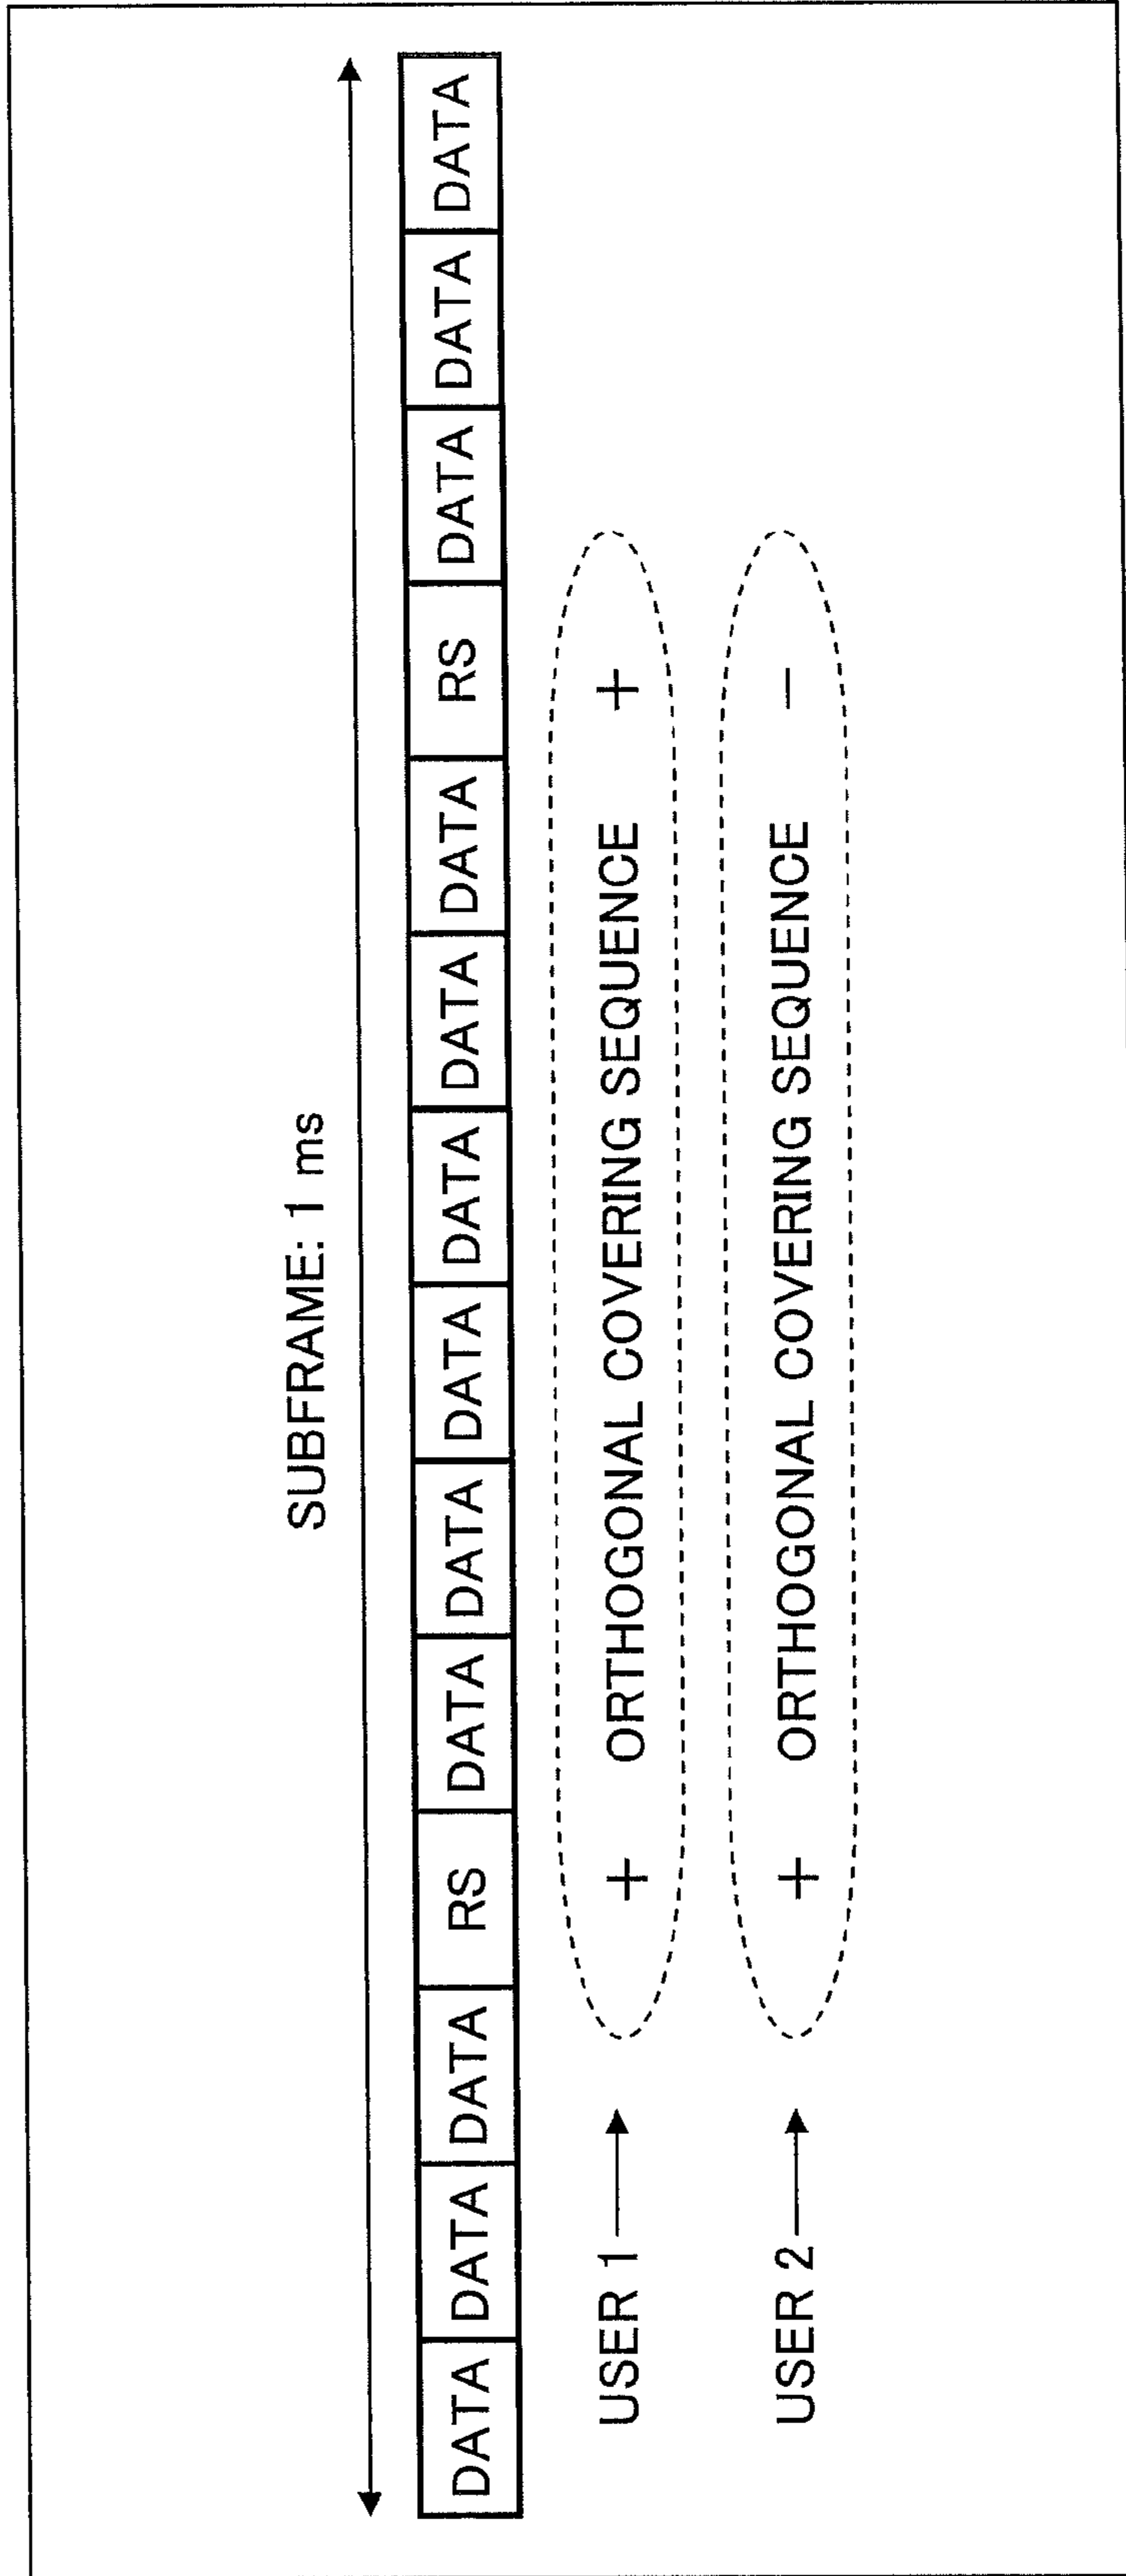 SUBFRAME: 1 ms
DATA DATA DATA RS DATA DATA DATA DATA DATA DATA RS DATA DATA DATA
USER 1 + ORTHOGONAL COVERING SEQUENCE +
USER 2 + ORTHOGONAL COVERING SEQUENCE −